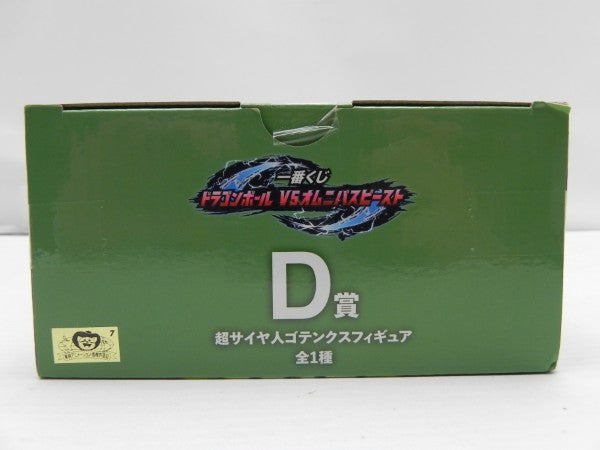 一番くじ
ドラゴンボール VSオムニバスビースト
D賞
超サイヤ人ゴテンクスフィギュア
全1種
7